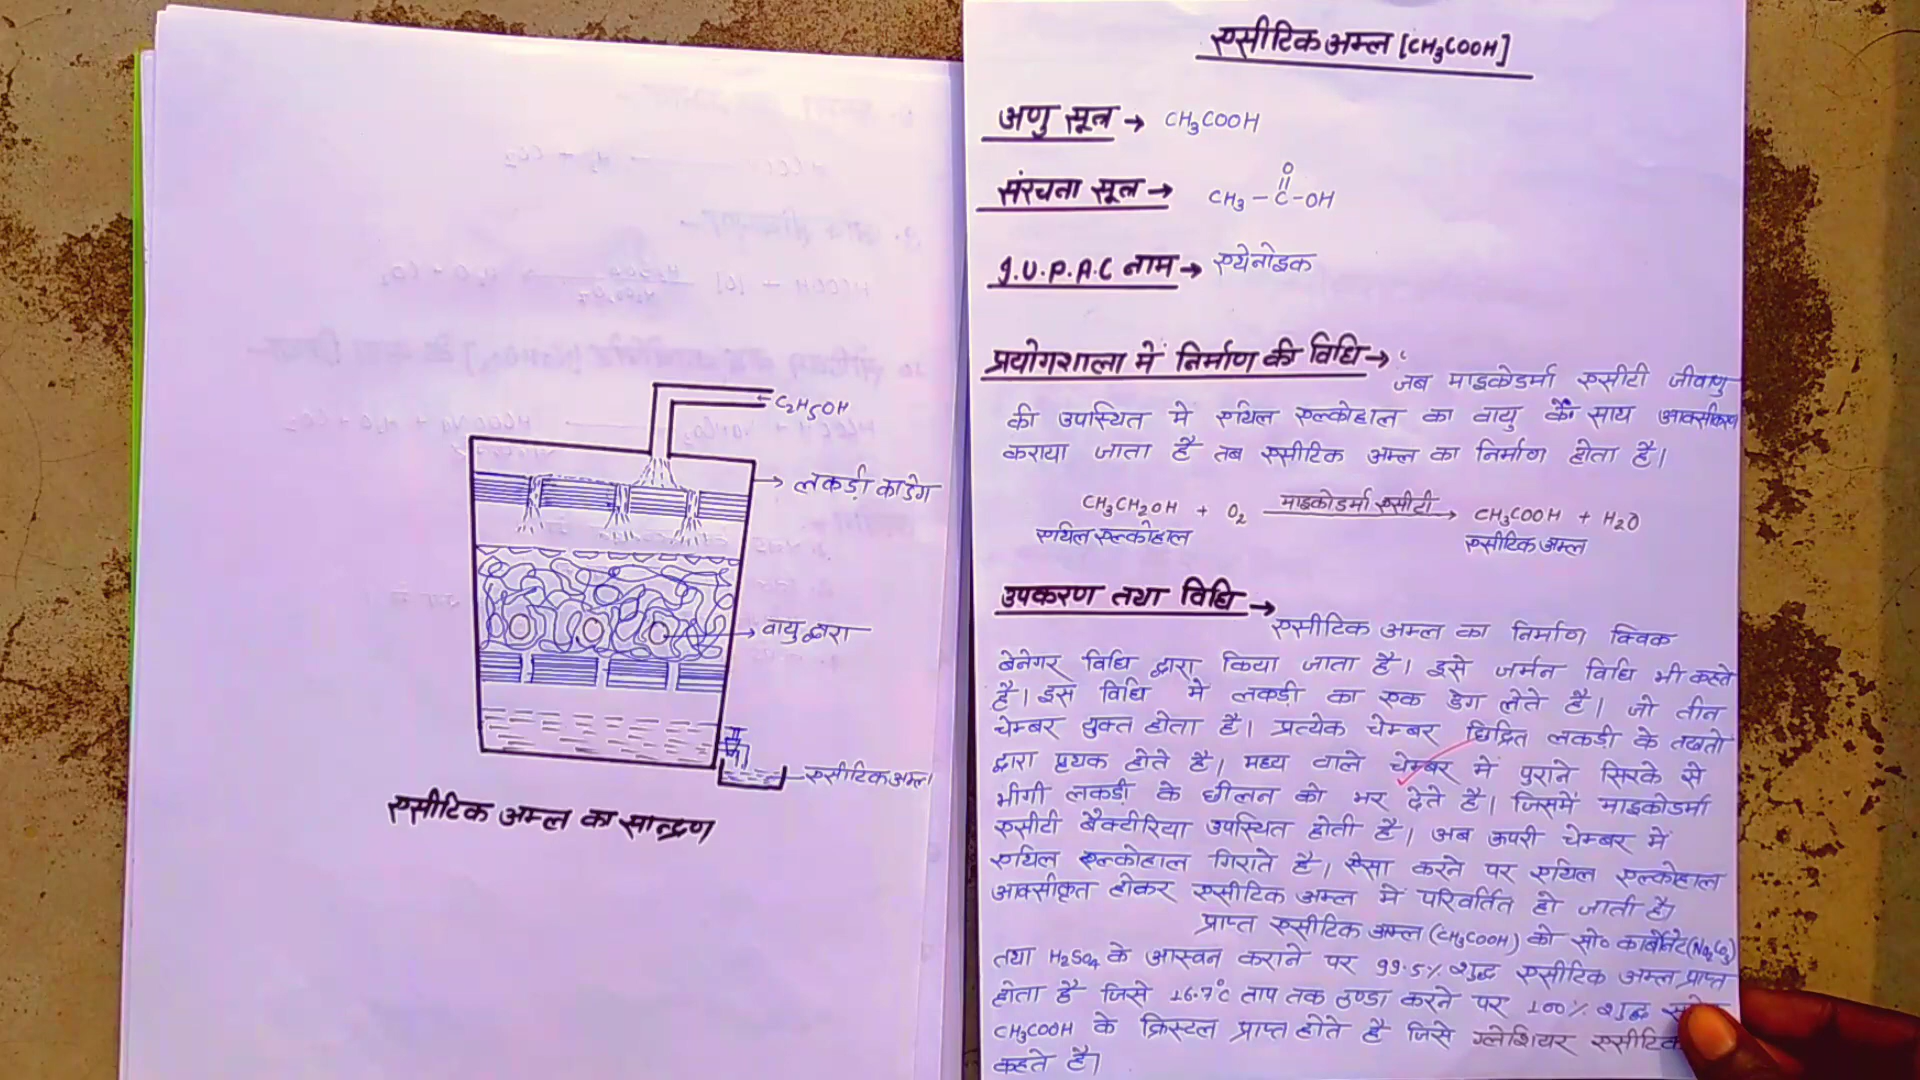 C₂H₅OH
लकड़ी का डेग
वायु द्वारा
एसीटिक अम्ल
एसीटिक अम्ल का सान्द्रण
एसीटिक अम्ल [CH₃COOH]
अणु सूत्र → CH₃COOH
संरचना सूत्र →
O
||
CH₃ – C – OH
I.U.P.A.C नाम → एथेनोइक
प्रयोगशाला में निर्माण की विधि →
जब माइकोडर्मा एसीटी जीवाणु
की उपस्थित मे एथिल एल्कोहाल का वायु के साथ आक्सीकरण
कराया जाता है तब एसीटिक अम्ल का निर्माण होता है।
CH₃CH₂OH + O₂ माइकोडर्मा एसीटी → CH₃COOH + H₂O
एथिल एल्कोहाल एसीटिक अम्ल
उपकरण तथा विधि →
एसीटिक अम्ल का निर्माण क्विक
बेनेगर विधि द्वारा किया जाता है। इसे जर्मन विधि भी कहते
है। इस विधि मे लकड़ी का एक डेग लेते है। जो तीन
चेम्बर युक्त होता है। प्रत्येक चेम्बर छिद्रित लकड़ी के तख्तो
द्वारा पृथक होते है। मध्य वाले चेम्बर में पुराने सिरके से
भीगी लकड़ी के छीलन को भर देते है। जिसमें माइकोडर्मा
एसीटी बैक्टीरिया उपस्थित होती है। अब ऊपरी चेम्बर में
एथिल एल्कोहाल गिराते है। ऐसा करने पर एथिल एल्कोहाल
आक्सीकृत होकर एसीटिक अम्ल में परिवर्तित हो जाती है।
प्राप्त एसीटिक अम्ल (CH₃COOH) को सो० कार्बोनेट (Na₂CO₃)
तथा H₂SO₄ के आस्वन कराने पर 99.5% शुद्ध एसीटिक अम्ल प्राप्त
होता है जिसे 16.7°C ताप तक ठण्डा करने पर 100% शुद्ध
CH₃COOH के क्रिस्टल प्राप्त होते है जिसे ग्लेशियर एसीटिक
कहते है।